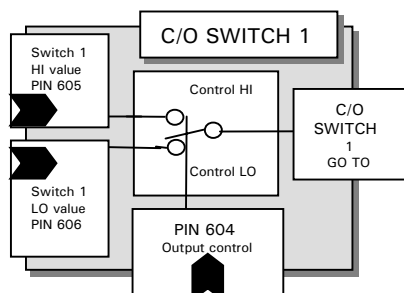 C/O SWITCH 1
Switch 1
HI value
PIN 605
Control HI
C/O
SWITCH
1
GO TO
Control LO
Switch 1
LO value
PIN 606
PIN 604
Output control